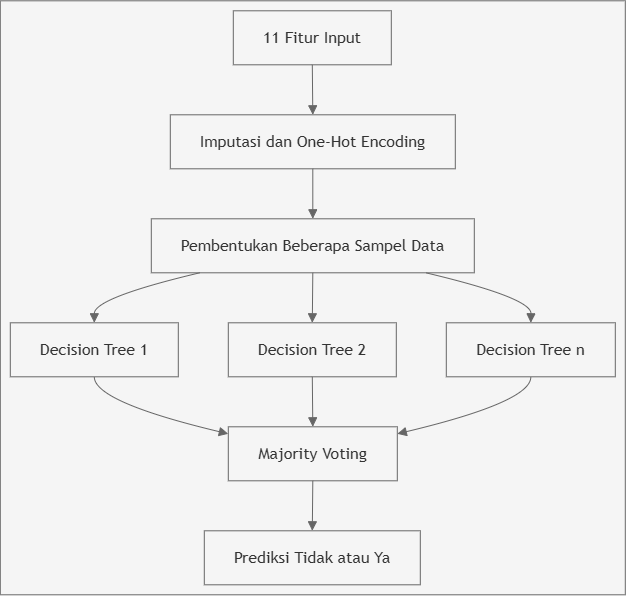 11 Fitur Input
Imputasi dan One-Hot Encoding
Pembentukan Beberapa Sampel Data
Decision Tree 1
Decision Tree 2
Decision Tree n
Majority Voting
Prediksi Tidak atau Ya